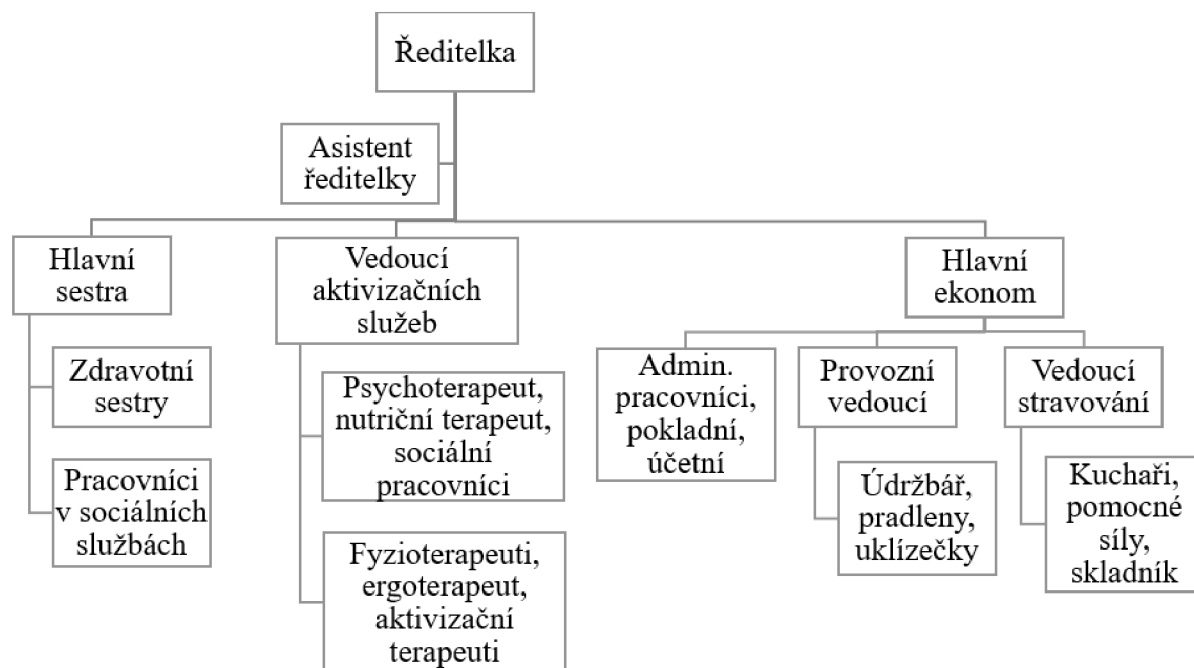 Ředitelka
Asistent
ředitelky
Hlavní
sestra
Zdravotní
sestry
Pracovníci
v sociálních
službách
Vedoucí
aktivizačních
služeb
Psychoterapeut,
nutriční terapeut,
sociální
pracovníci
Fyzioterapeuti,
ergoterapeut,
aktivizační
terapeuti
Hlavní
ekonom
Admin.
pracovníci,
pokladní,
účetní
Provozní
vedoucí
Údržbář,
pradleny,
uklízečky
Vedoucí
stravování
Kuchaři,
pomocné
síly,
skladník